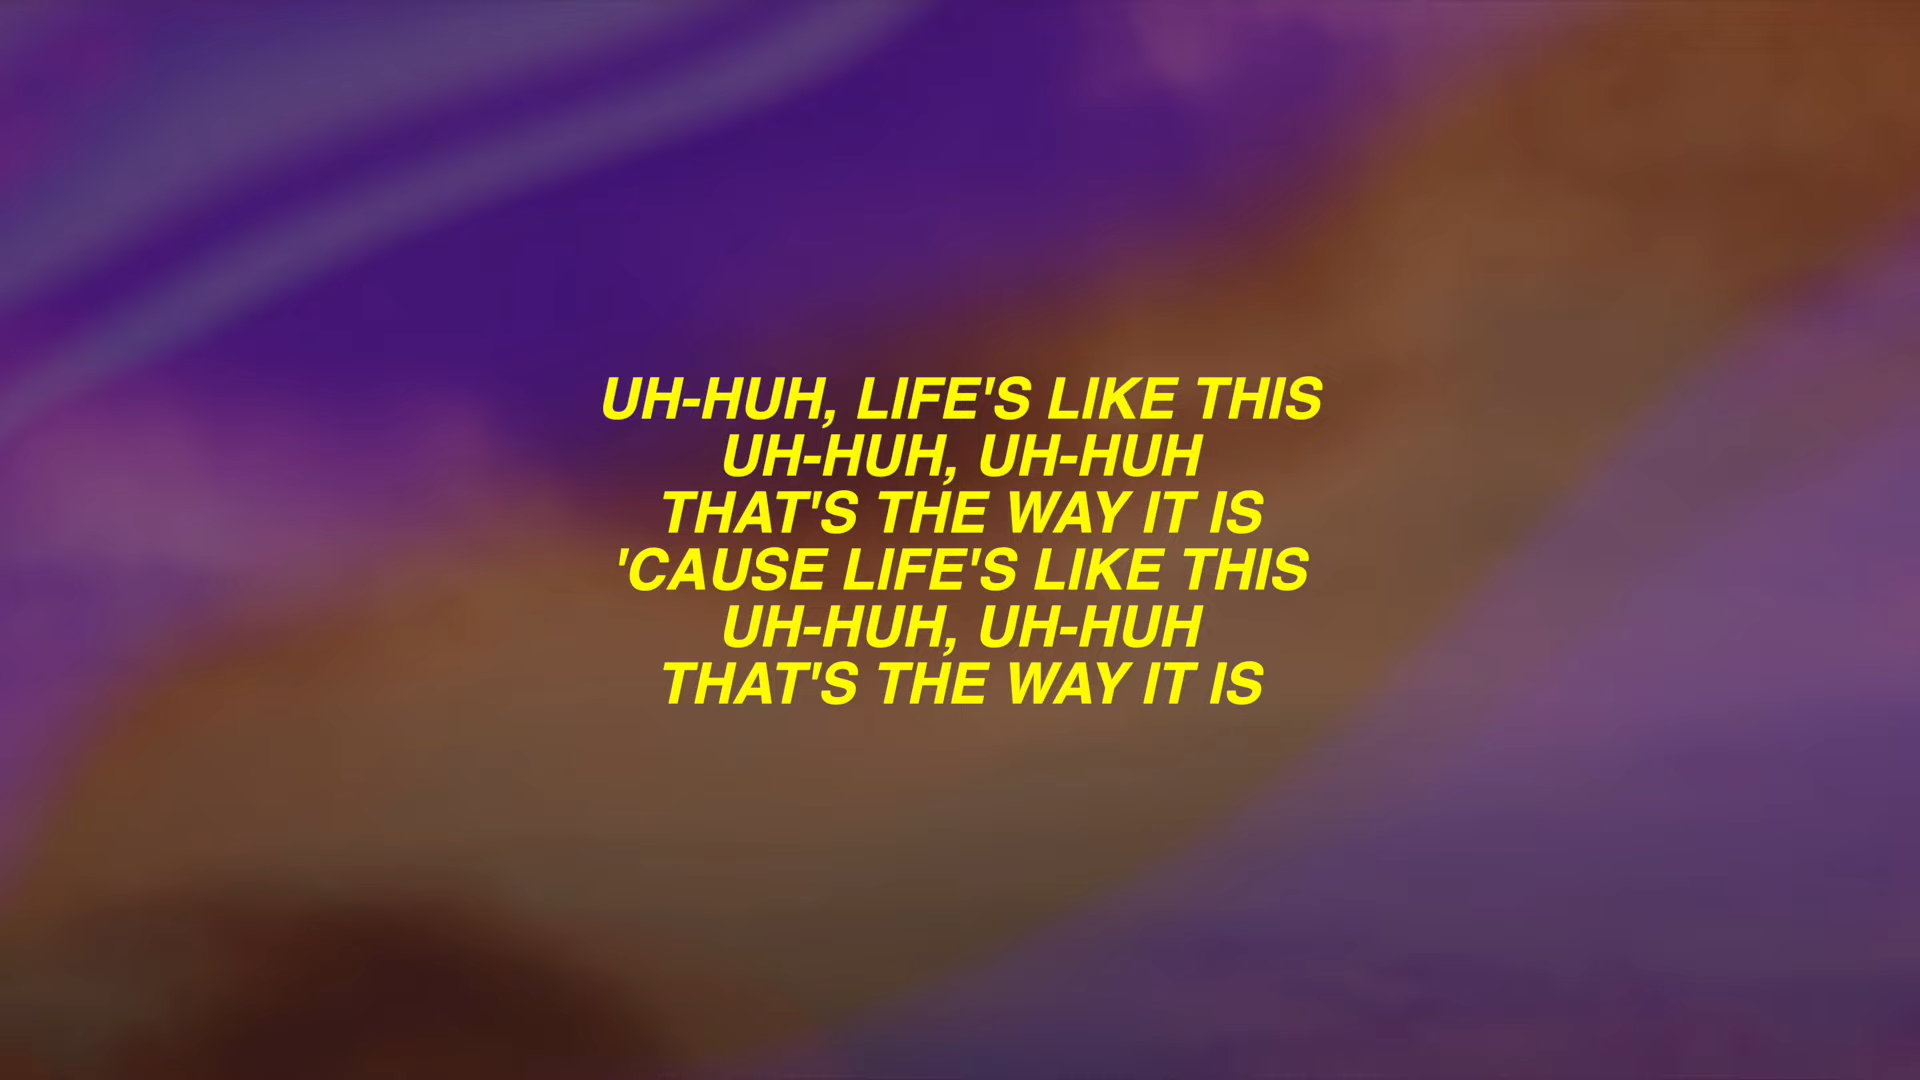 UH-HUH, LIFE'S LIKE THIS
UH-HUH, UH-HUH
THAT'S THE WAY IT IS
'CAUSE LIFE'S LIKE THIS
UH-HUH, UH-HUH
THAT'S THE WAY IT IS